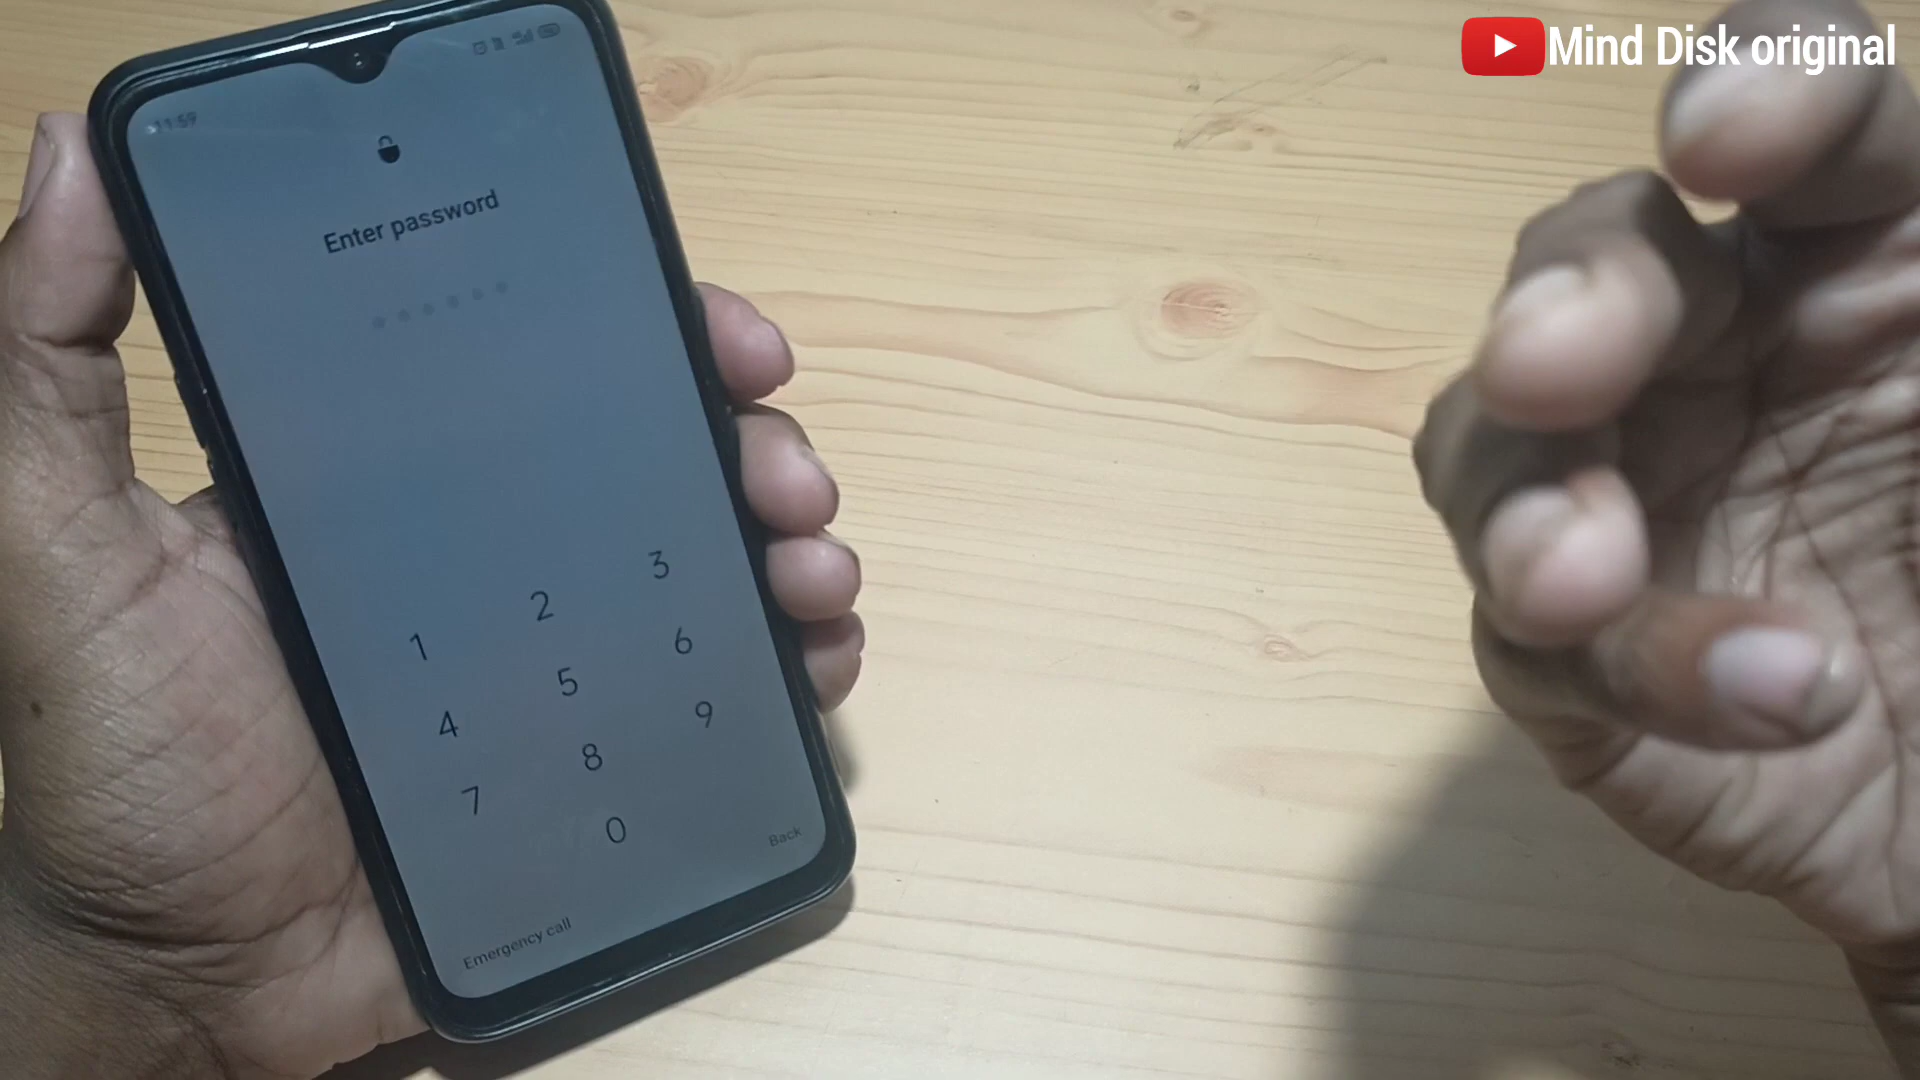 Mind Disk original
11:59
Enter password
1 2 3
4 5 6
7 8 9
0
Back
Emergency call